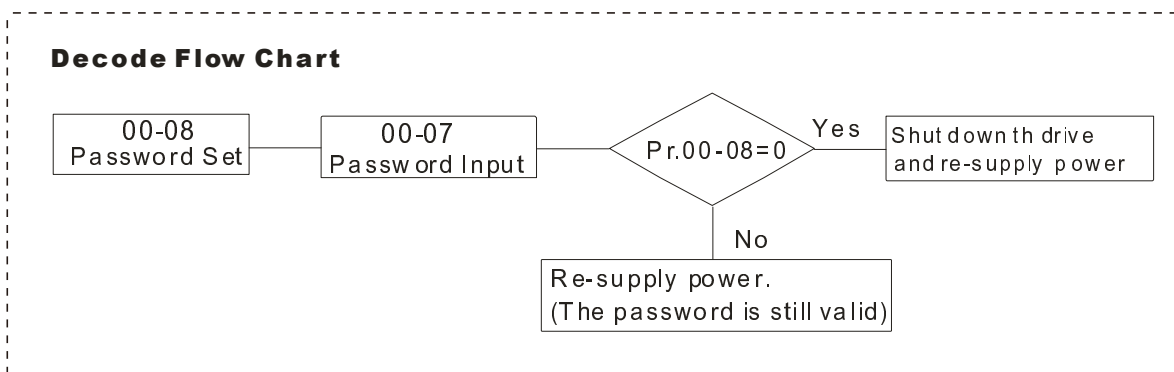 Decode Flow Chart
00-08
Password Set
00-07
Password Input
Pr.00-08=0
Yes
Shut down th drive
and re-supply power
No
Re-supply power.
(The password is still valid)